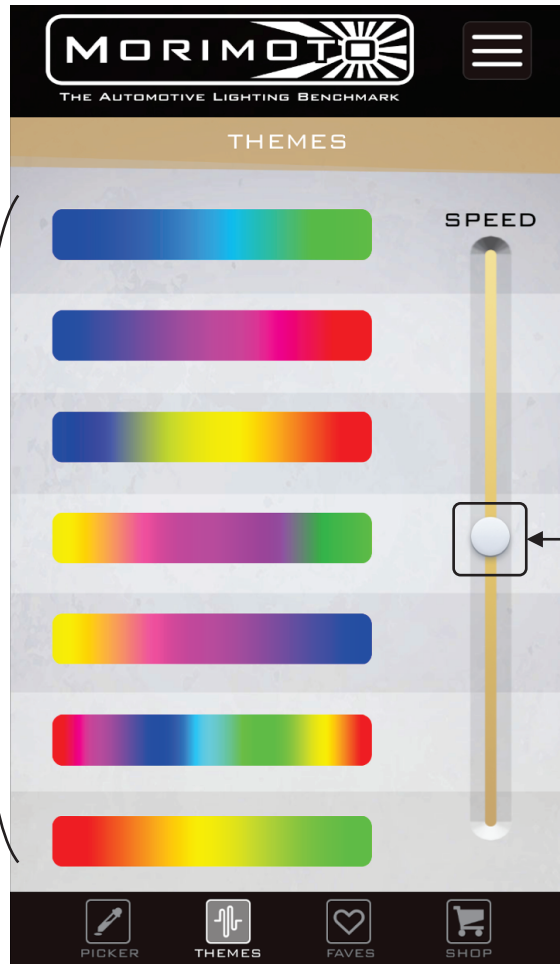 MORIMOTO
THE AUTOMOTIVE LIGHTING BENCHMARK
THEMES
SPEED
PICKER
THEMES
FAVES
SHOP